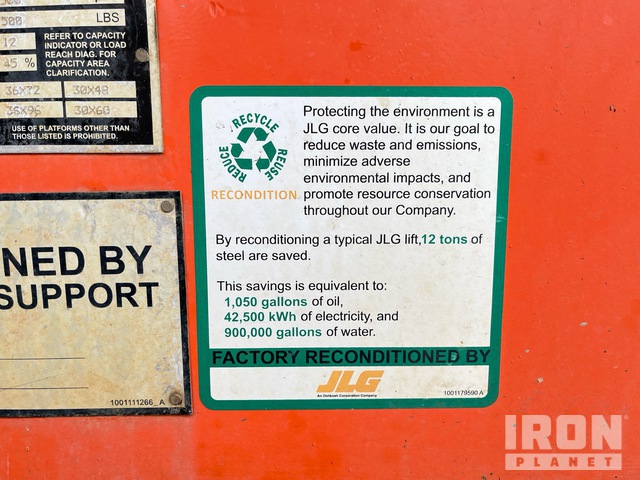 500
LBS
12
REFER TO CAPACITY
INDICATOR OR LOAD
REACH DIAG. FOR
CAPACITY AREA
CLARIFICATION.
45 %
36X72 30X48
36X96 30X60
USE OF PLATFORMS OTHER THAN
THOSE LISTED IS PROHIBITED.
NED BY
SUPPORT
1001111266_A
RECYCLE
REDUCE
REUSE
RECONDITION
Protecting the environment is a
JLG core value. It is our goal to
reduce waste and emissions,
minimize adverse
environmental impacts, and
promote resource conservation
throughout our Company.
By reconditioning a typical JLG lift,12 tons of
steel are saved.
This savings is equivalent to:
1,050 gallons of oil,
42,500 kWh of electricity, and
900,000 gallons of water.
FACTORY RECONDITIONED BY
JLG
An Oshkosh Corporation Company
1001179590 A
IRON
PLANET